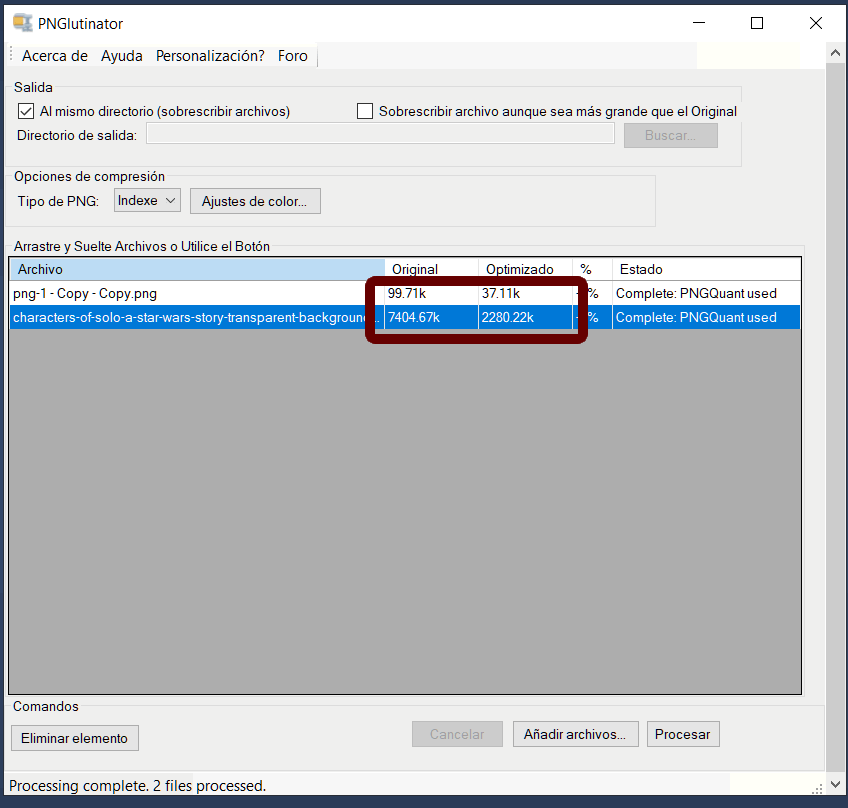 PNGlutinator
Acerca de Ayuda Personalización? Foro
Salida
Al mismo directorio (sobrescribir archivos) Sobrescribir archivo aunque sea más grande que el Original
Directorio de salida: Buscar...
Opciones de compresión
Tipo de PNG: Indexe Ajustes de color...
Arrastre y Suelte Archivos o Utilice el Botón
Archivo Original Optimizado % Estado
png-1 - Copy - Copy.png 99.71k 37.11k % Complete: PNGQuant used
characters-of-solo-a-star-wars-story-transparent-background... 7404.67k 2280.22k % Complete: PNGQuant used
Comandos
Eliminar elemento Cancelar Añadir archivos... Procesar
Processing complete. 2 files processed.